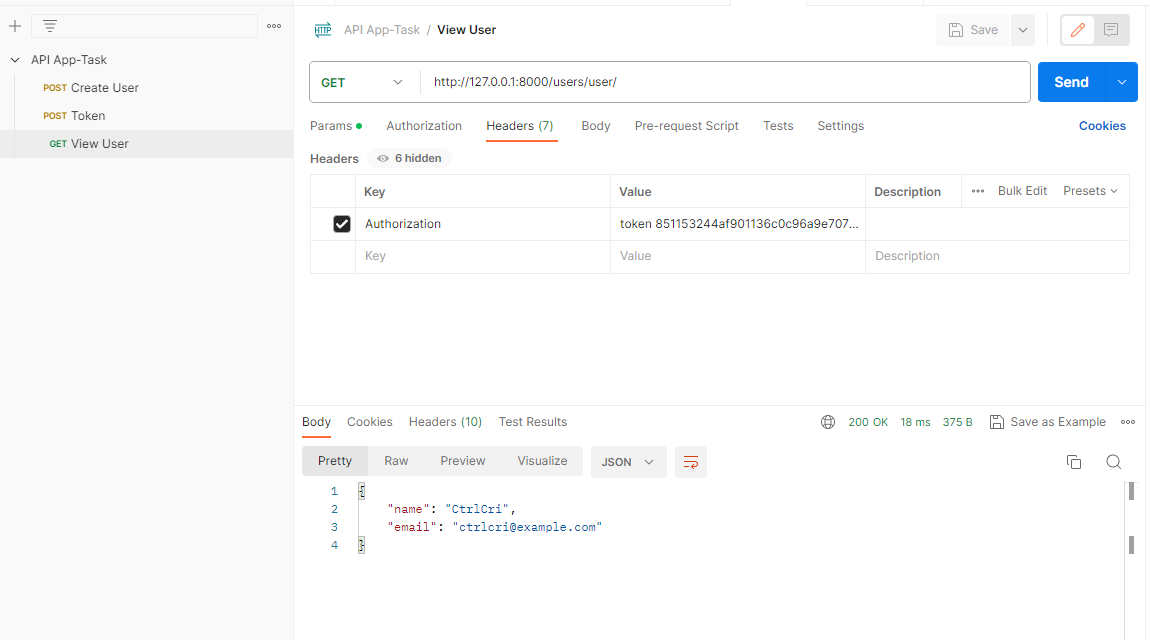 API App-Task
POST Create User
POST Token
GET View User
HTTP API App-Task / View User
Save
GET http://127.0.0.1:8000/users/user/
Send
Params Authorization Headers (7) Body Pre-request Script Tests Settings Cookies
Headers 6 hidden
Key Value Description Bulk Edit Presets
Authorization token 851153244af901136c0c96a9e707...
Key Value Description
Body Cookies Headers (10) Test Results 200 OK 18 ms 375 B Save as Example
Pretty Raw Preview Visualize JSON
1 {
2 "name": "CtrlCri",
3 "email": "ctrlcri@example.com"
4 }